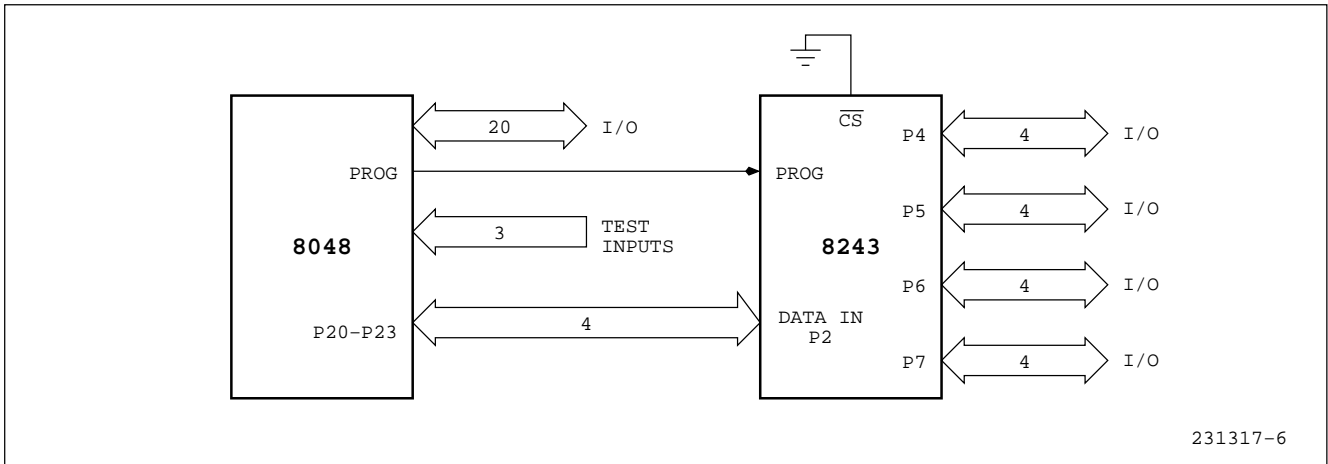 C̅S̅
20 I/O
P4 4 I/O
PROG
PROG
3 TEST
INPUTS
P5 4 I/O
8048
8243
P6 4 I/O
P20–P23
4
DATA IN
P2
P7 4 I/O
231317–6